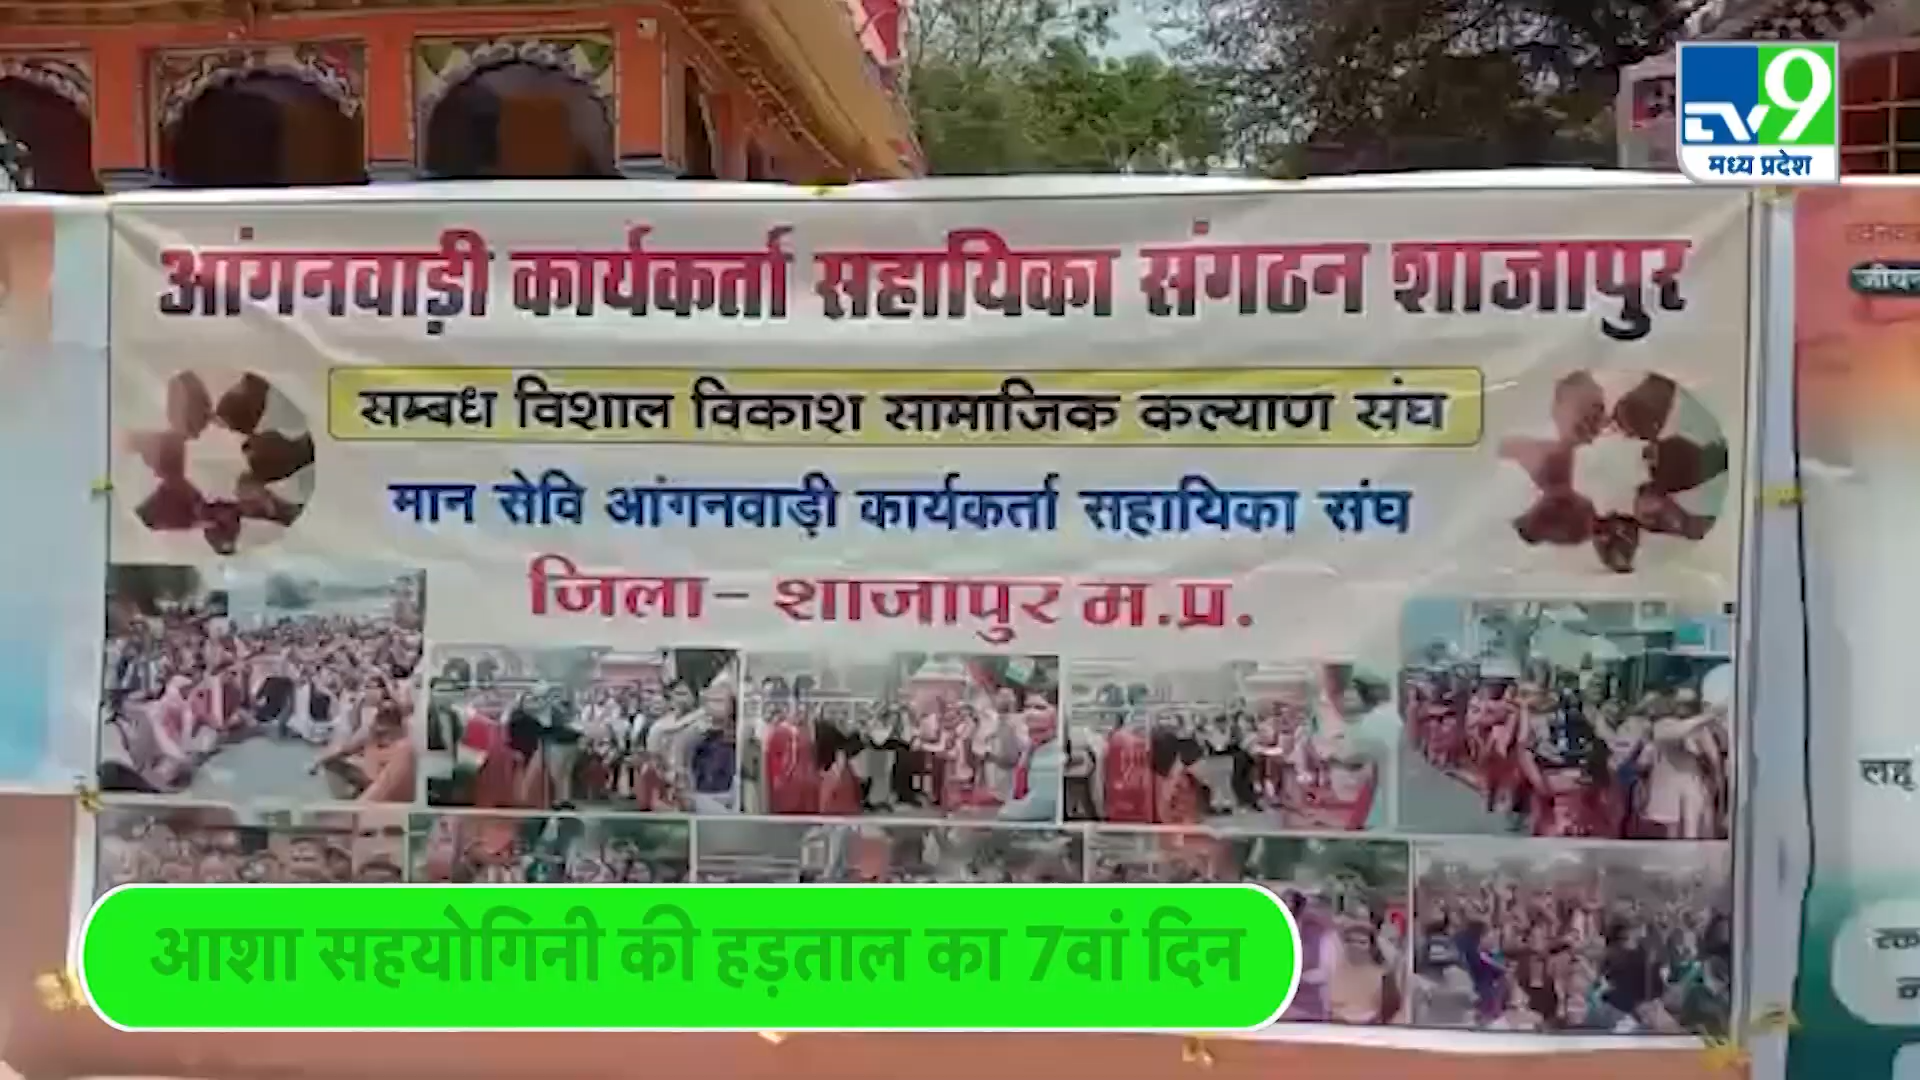 TV9
मध्य प्रदेश
आंगनवाड़ी कार्यकर्ता सहायिका संगठन शाजापुर
सम्बध विशाल विकाश सामाजिक कल्याण संघ
मान सेवि आंगनवाड़ी कार्यकर्ता सहायिका संघ
जिला- शाजापुर म.प्र.
आशा सहयोगिनी की हड़ताल का 7वां दिन